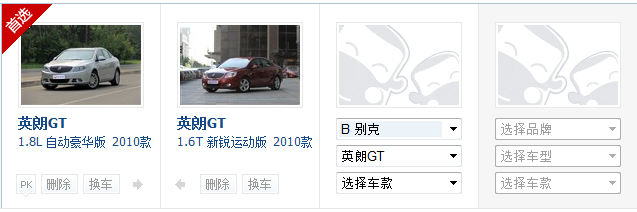 首选
英朗GT
1.8L 自动豪华版 2010款
PK 删除 换车
英朗GT
1.6T 新锐运动版 2010款
删除 换车
B 别克
英朗GT
选择车款
选择品牌
选择车型
选择车款